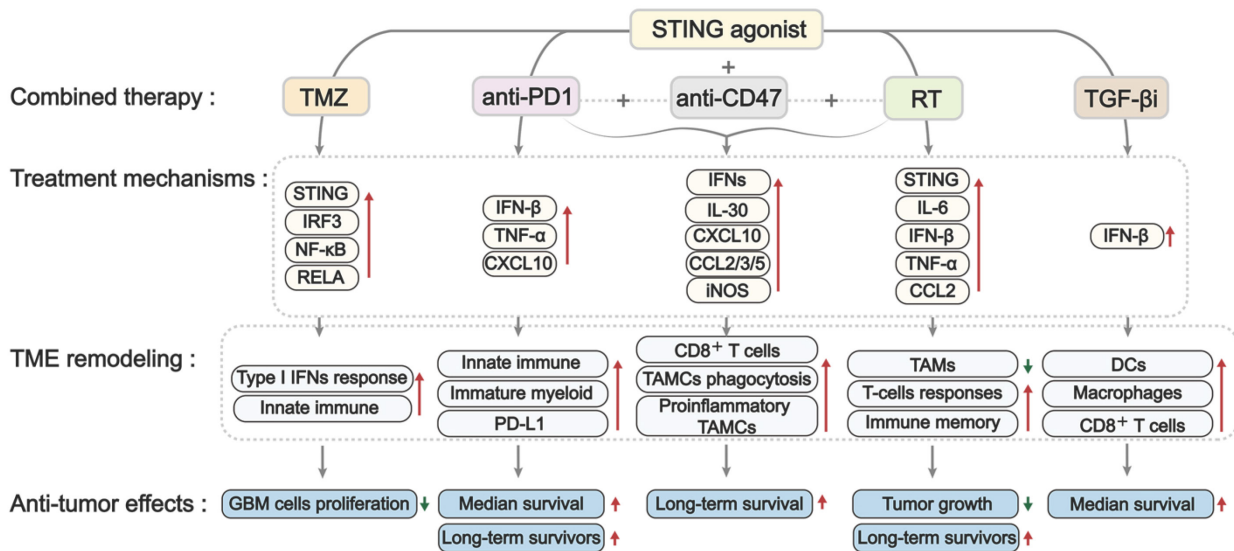 STING agonist
+
Combined therapy : TMZ anti-PD1 + anti-CD47 + RT TGF-βi
Treatment mechanisms :
STING
IRF3
NF-κB
RELA
IFN-β
TNF-α
CXCL10
IFNs
IL-30
CXCL10
CCL2/3/5
iNOS
STING
IL-6
IFN-β
TNF-α
CCL2
IFN-β
TME remodeling :
Type I IFNs response
Innate immune
Innate immune
Immature myeloid
PD-L1
CD8⁺ T cells
TAMCs phagocytosis
Proinflammatory
TAMCs
TAMs
T-cells responses
Immune memory
DCs
Macrophages
CD8⁺ T cells
Anti-tumor effects :
GBM cells proliferation
Median survival
Long-term survivors
Long-term survival
Tumor growth
Long-term survivors
Median survival